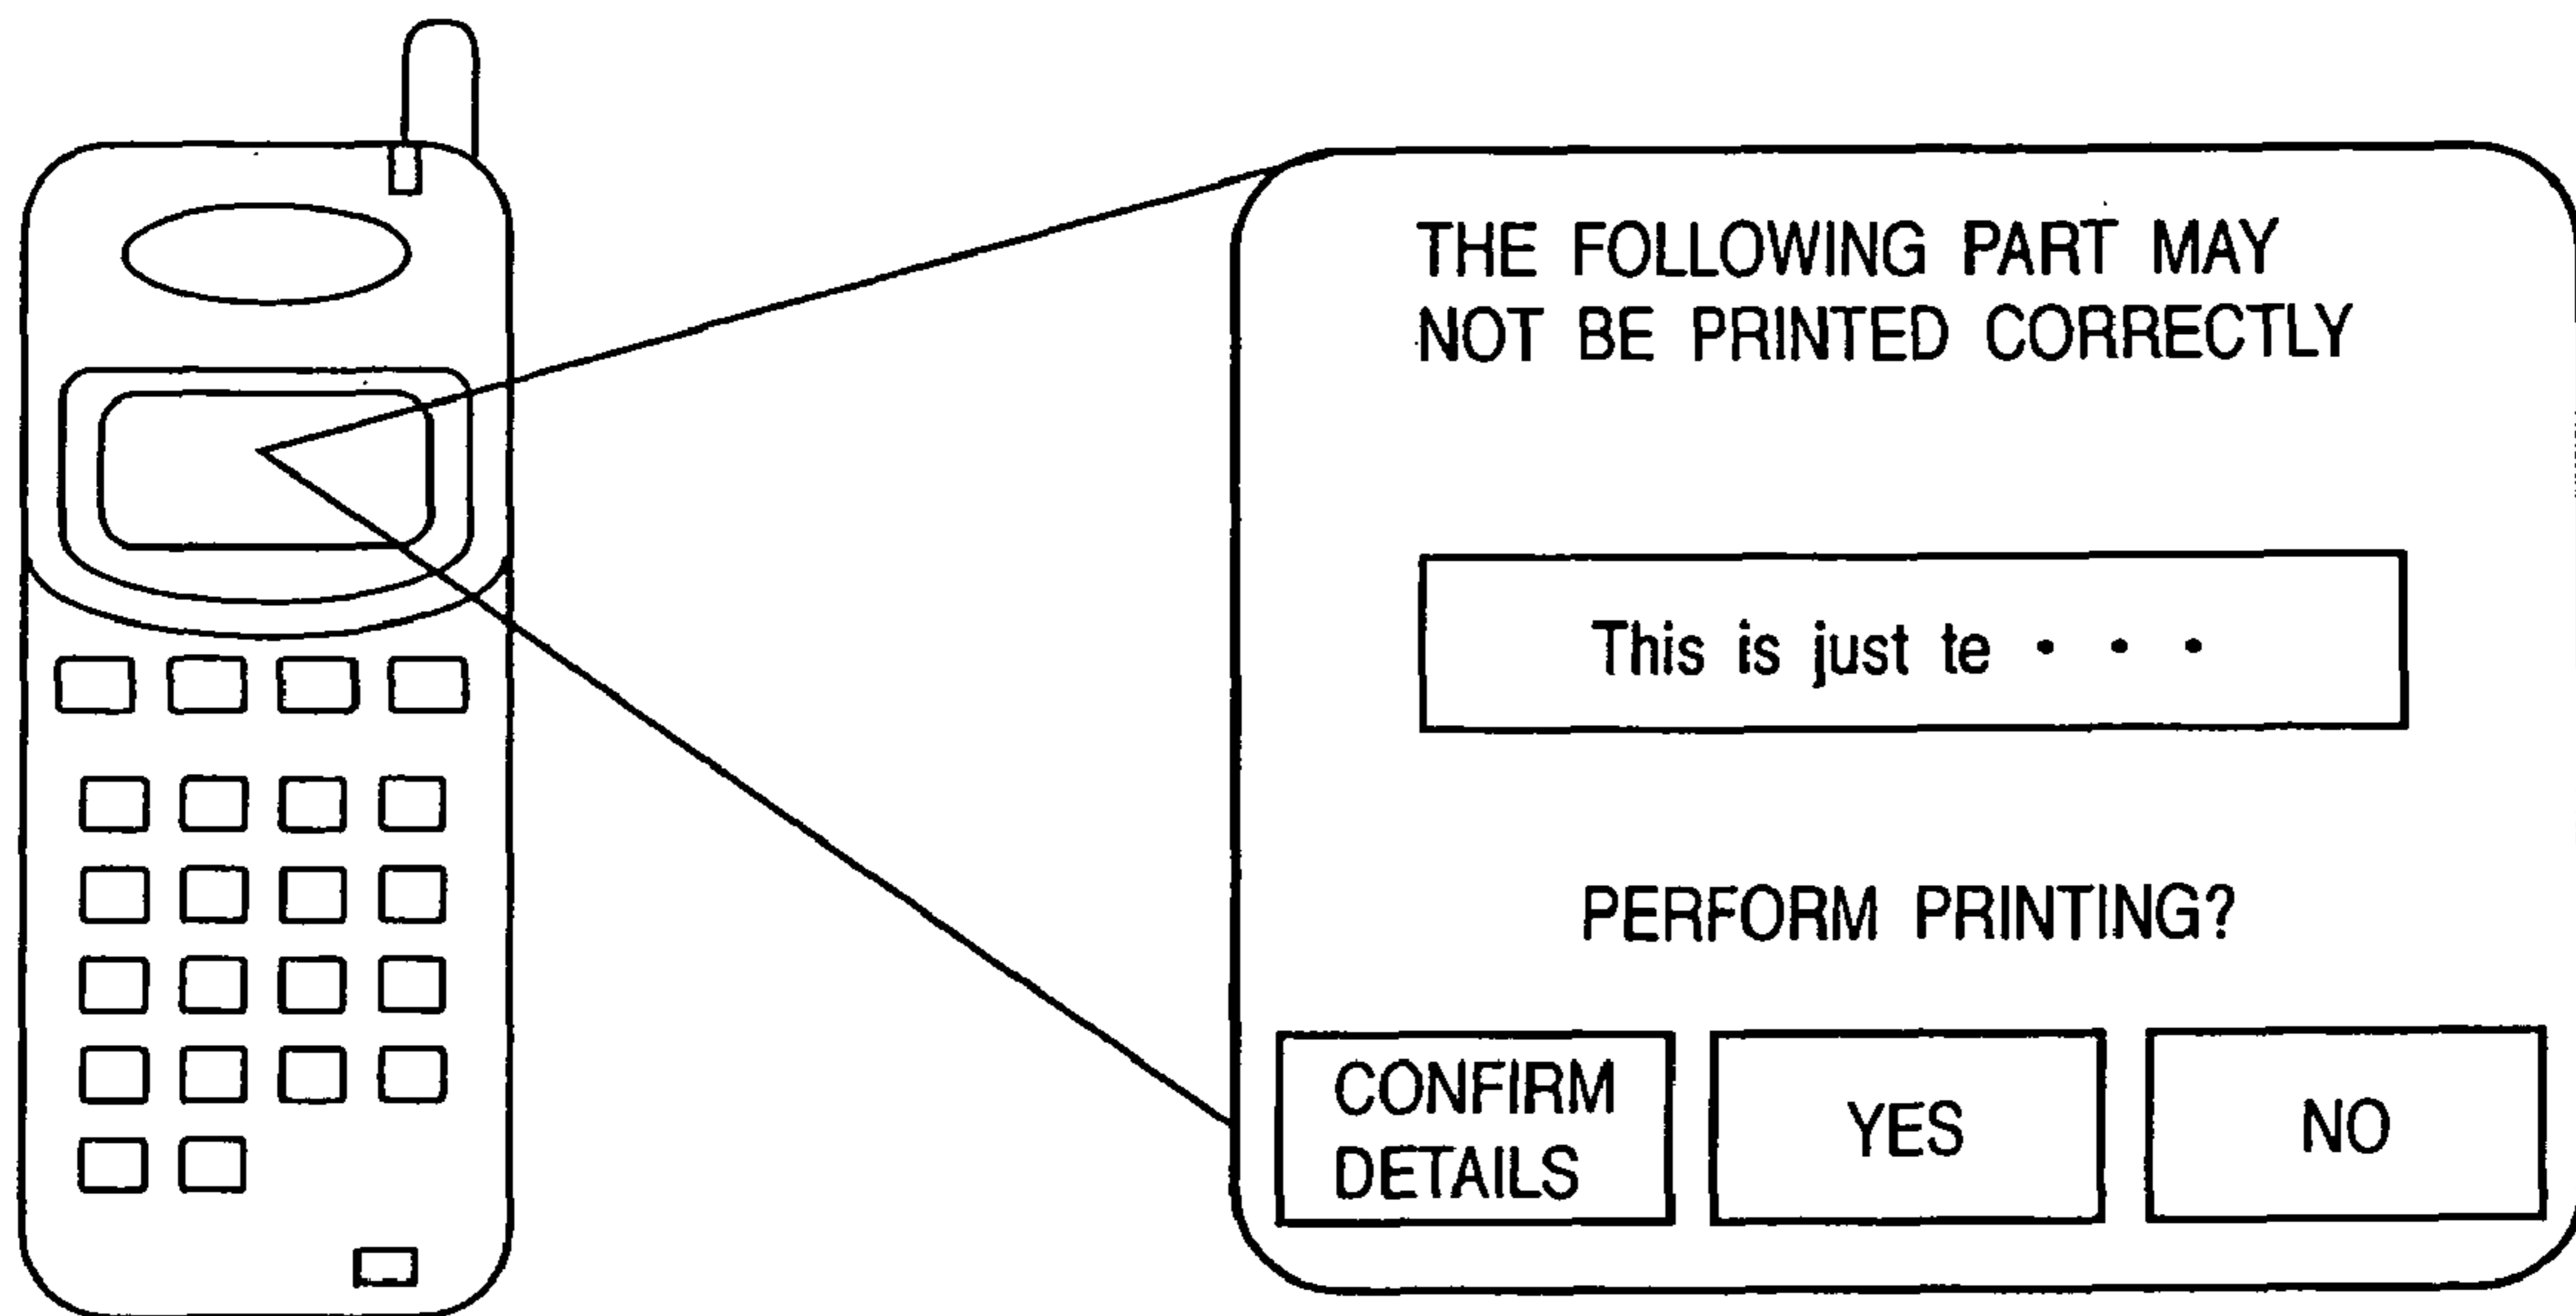 THE FOLLOWING PART MAY
NOT BE PRINTED CORRECTLY
This is just te · · ·
PERFORM PRINTING?
CONFIRM
DETAILS
YES
NO